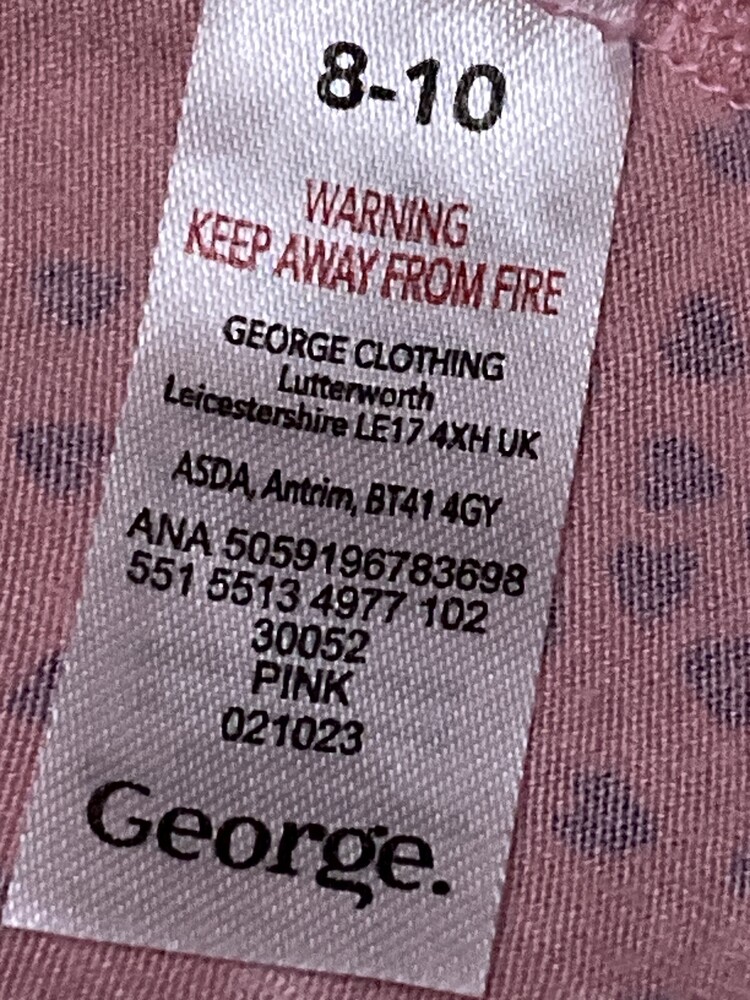 8-10
WARNING
KEEP AWAY FROM FIRE
GEORGE CLOTHING
Lutterworth
Leicestershire LE17 4XH UK
ASDA, Antrim, BT41 4GY
ANA 5059196783698
551 5513 4977 102
30052
PINK
021023
George.